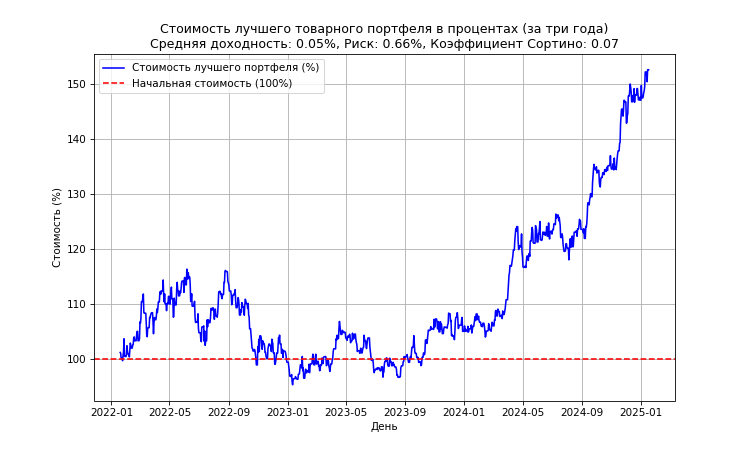 Стоимость лучшего товарного портфеля в процентах (за три года)
Средняя доходность: 0.05%, Риск: 0.66%, Коэффициент Сортино: 0.07
Стоимость лучшего портфеля (%)
Начальная стоимость (100%)
Стоимость (%)
150
140
130
120
110
100
2022-01 2022-05 2022-09 2023-01 2023-05 2023-09 2024-01 2024-05 2024-09 2025-01
День